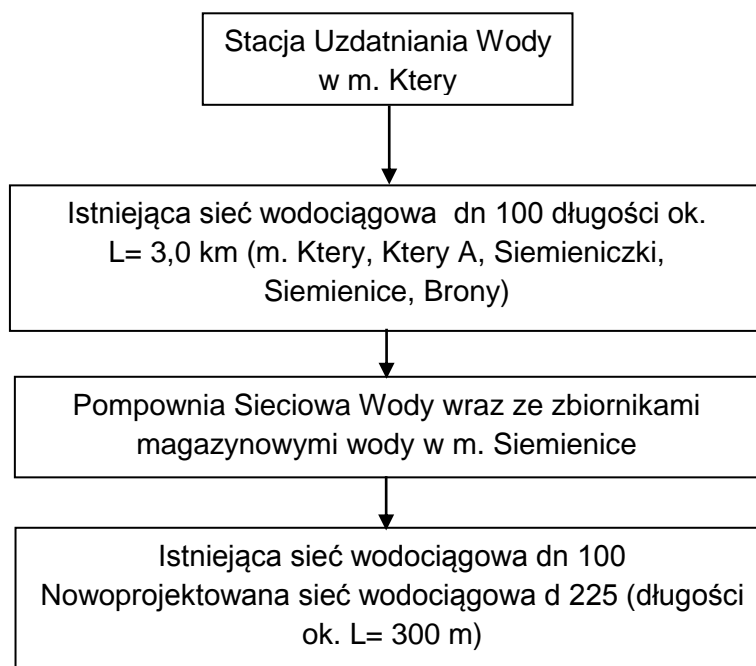 Stacja Uzdatniania Wody
w m. Ktery
Istniejąca sieć wodociągowa dn 100 długości ok.
L= 3,0 km (m. Ktery, Ktery A, Siemieniczki,
Siemienice, Brony)
Pompownia Sieciowa Wody wraz ze zbiornikami
magazynowymi wody w m. Siemienice
Istniejąca sieć wodociągowa dn 100
Nowoprojektowana sieć wodociągowa d 225 (długości
ok. L= 300 m)